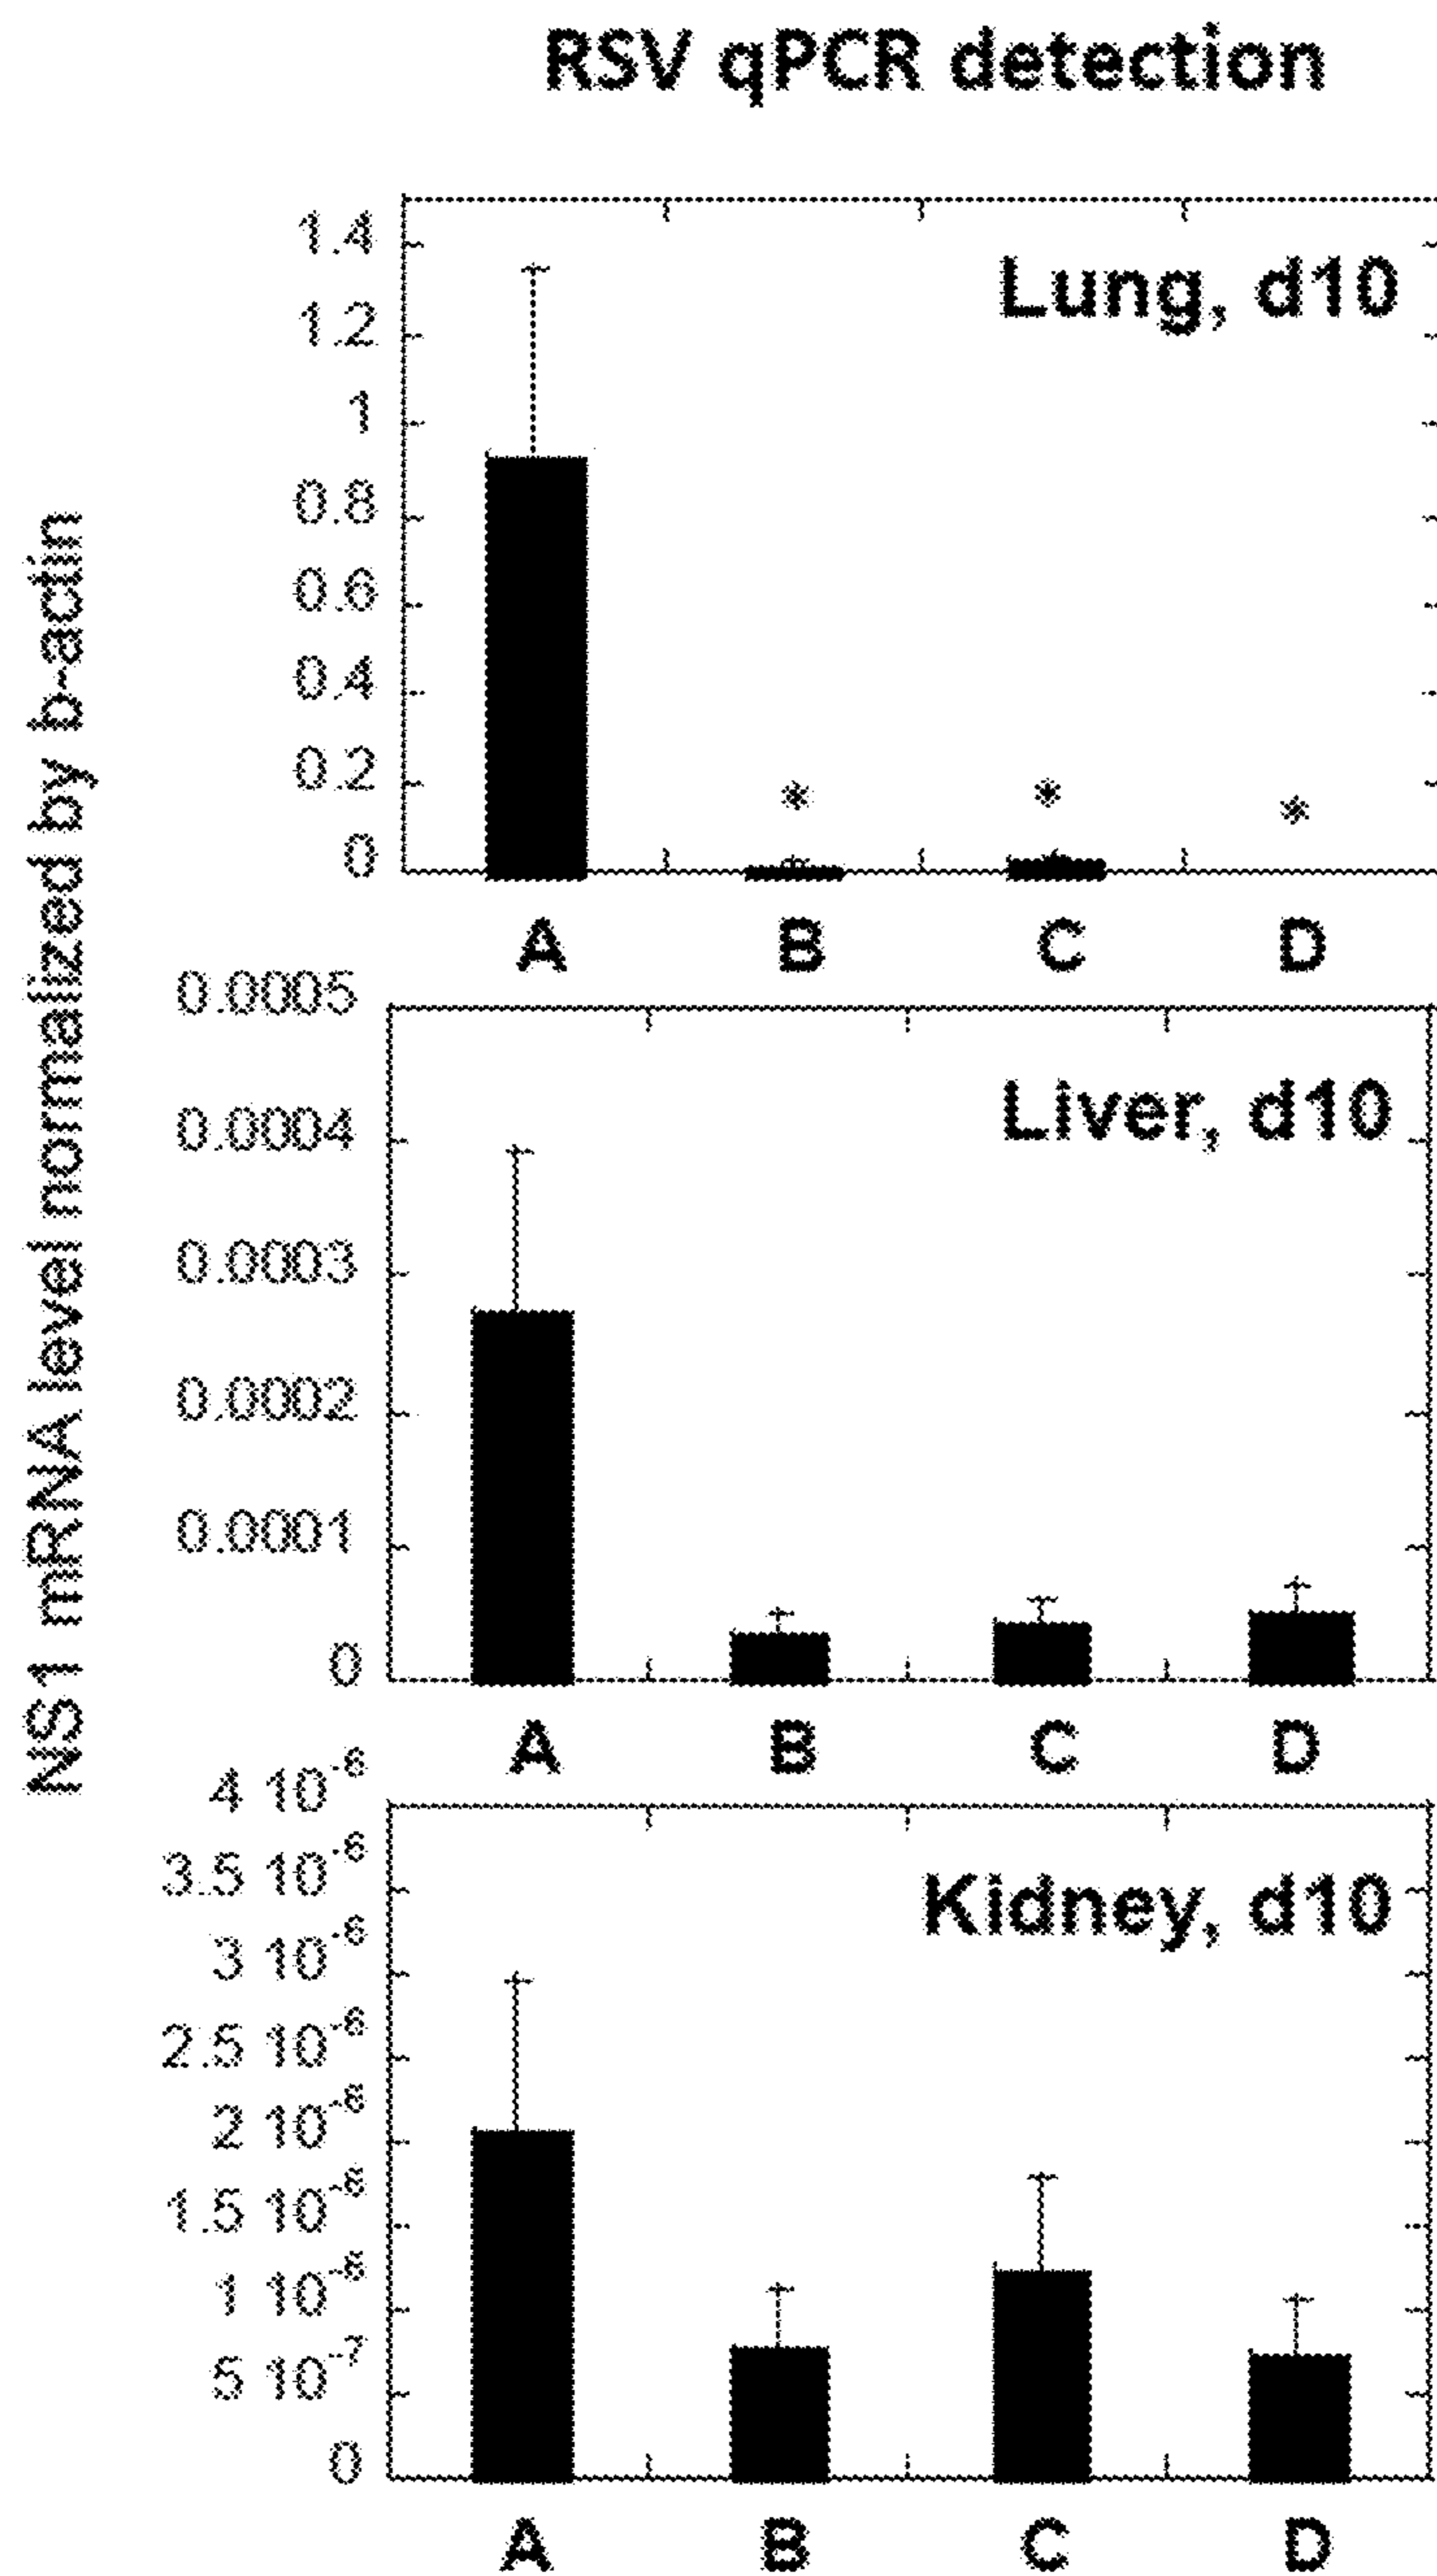 RSV qPCR detection
NS1 mRNA level normalized by b-actin
Lung, d10
1.4
1.2
1
0.8
0.6
0.4
0.2
0
* * *
A B C D
Liver, d10
0.0005
0.0004
0.0003
0.0002
0.0001
0
A B C D
Kidney, d10
4 10-6
3.5 10-6
3 10-6
2.5 10-6
2 10-6
1.5 10-6
1 10-6
5 10-7
0
A B C D